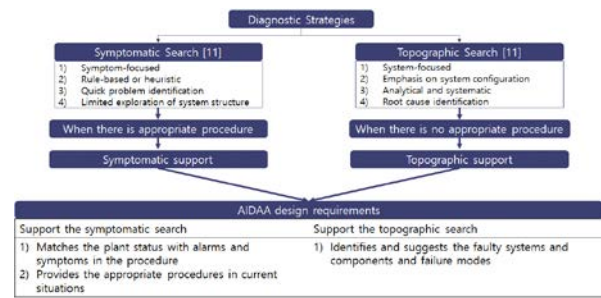 Diagnostic Strategies
Symptomatic Search [11]
1) Symptom-focused
2) Rule-based or heuristic
3) Quick problem identification
4) Limited exploration of system structure
Topographic Search [11]
1) System-focused
2) Emphasis on system configuration
3) Analytical and systematic
4) Root cause identification
When there is appropriate procedure
When there is no appropriate procedure
Symptomatic support
Topographic support
AIDAA design requirements
Support the symptomatic search
1) Matches the plant status with alarms and
symptoms in the procedure
2) Provides the appropriate procedures in current
situations
Support the topographic search
1) Identifies and suggests the faulty systems and
components and failure modes